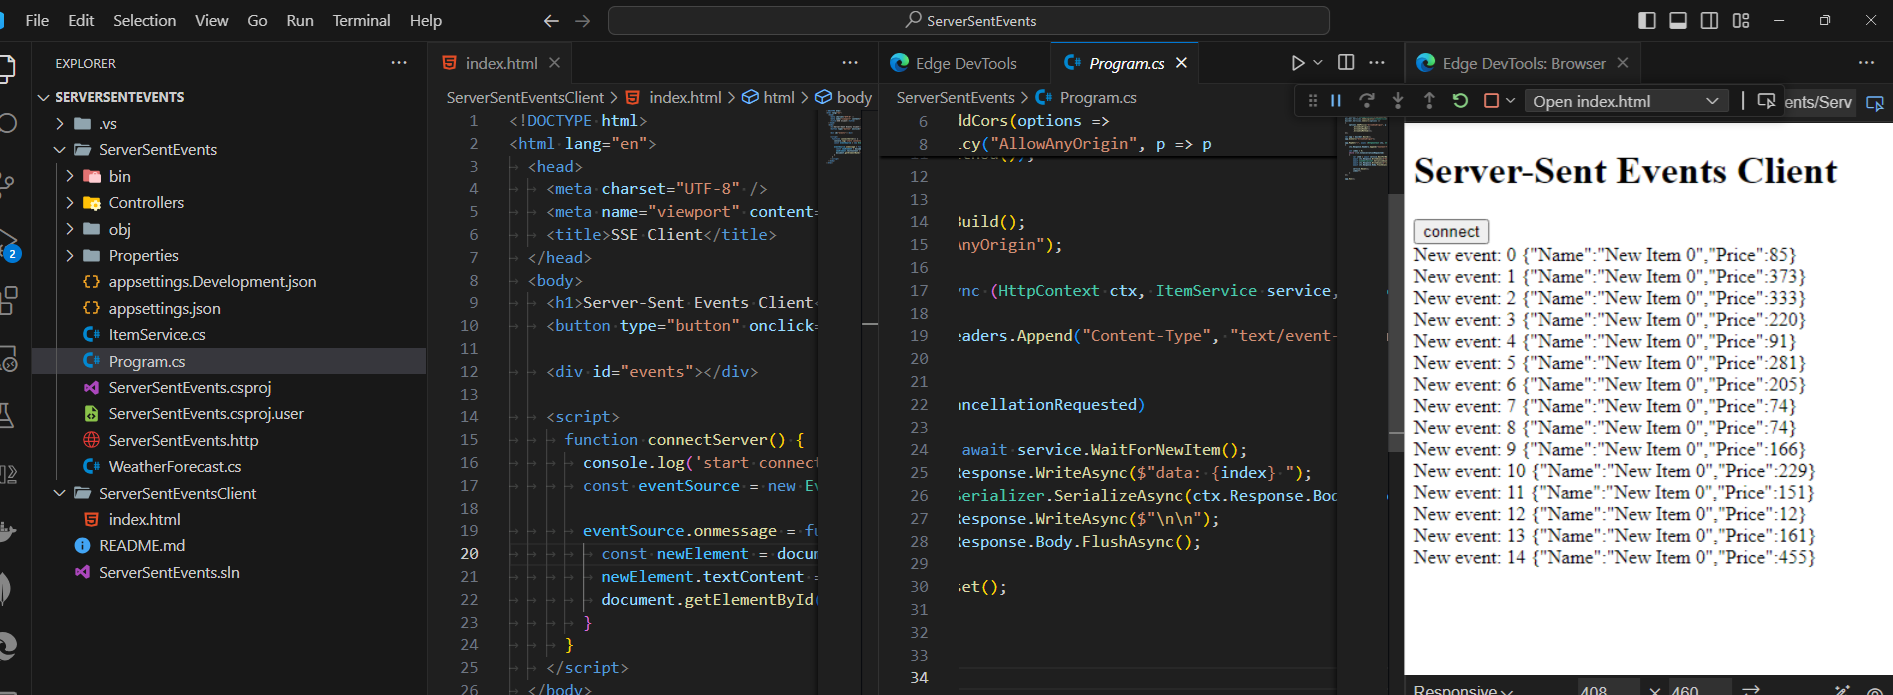 File Edit Selection View Go Run Terminal Help
ServerSentEvents
EXPLORER
SERVERSENTEVENTS
.vs
ServerSentEvents
bin
Controllers
obj
Properties
appsettings.Development.json
appsettings.json
ItemService.cs
Program.cs
ServerSentEvents.csproj
ServerSentEvents.csproj.user
ServerSentEvents.http
WeatherForecast.cs
ServerSentEventsClient
index.html
README.md
ServerSentEvents.sln
2
index.html
ServerSentEventsClient > index.html > html > body
1 <!DOCTYPE html>
2 <html lang="en">
3 <head>
4 <meta charset="UTF-8" />
5 <meta name="viewport" content=
6 <title>SSE Client</title>
7 </head>
8 <body>
9 <h1>Server-Sent Events Client<
10 <button type="button" onclick=
11
12 <div id="events"></div>
13
14 <script>
15 function connectServer() {
16 console.log('start connect
17 const eventSource = new Ev
18
19 eventSource.onmessage = fu
20 const newElement = docum
21 newElement.textContent =
22 document.getElementById(
23 }
24 }
25 </script>
26 </body>
Edge DevTools
Program.cs
ServerSentEvents > Program.cs
6 ddCors(options =>
8 .cy("AllowAnyOrigin", p => p
12
13
14 Build();
15 AnyOrigin");
16
17 ync (HttpContext ctx, ItemService service,
18
19 eaders.Append("Content-Type", "text/event-
20
21
22 ancellationRequested)
23
24 await service.WaitForNewItem();
25 Response.WriteAsync($"data: {index} ");
26 Serializer.SerializeAsync(ctx.Response.Bod
27 Response.WriteAsync($"\n\n");
28 Response.Body.FlushAsync();
29
30 set();
31
32
33
34
Edge DevTools: Browser
Open index.html
ents/Serv
Server-Sent Events Client
connect
New event: 0 {"Name":"New Item 0","Price":85}
New event: 1 {"Name":"New Item 0","Price":373}
New event: 2 {"Name":"New Item 0","Price":333}
New event: 3 {"Name":"New Item 0","Price":220}
New event: 4 {"Name":"New Item 0","Price":91}
New event: 5 {"Name":"New Item 0","Price":281}
New event: 6 {"Name":"New Item 0","Price":205}
New event: 7 {"Name":"New Item 0","Price":74}
New event: 8 {"Name":"New Item 0","Price":74}
New event: 9 {"Name":"New Item 0","Price":166}
New event: 10 {"Name":"New Item 0","Price":229}
New event: 11 {"Name":"New Item 0","Price":151}
New event: 12 {"Name":"New Item 0","Price":12}
New event: 13 {"Name":"New Item 0","Price":161}
New event: 14 {"Name":"New Item 0","Price":455}
Responsive 408 × 460